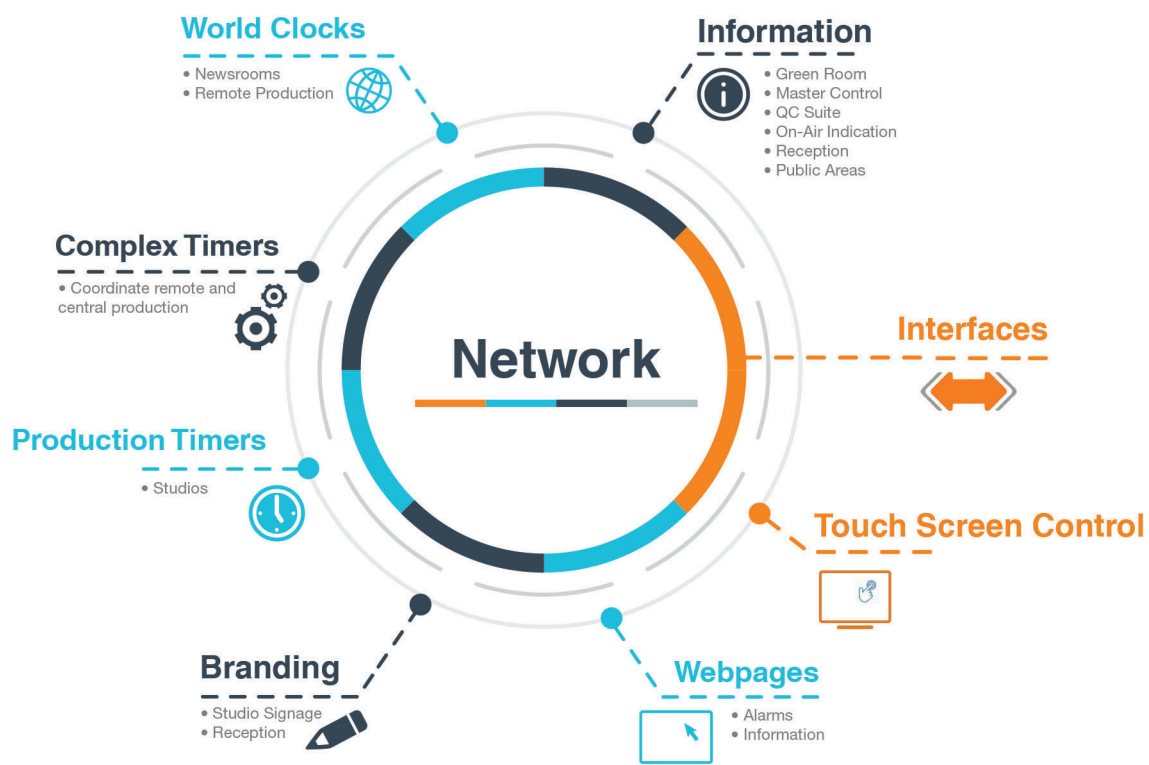 World Clocks
• Newsrooms
• Remote Production
Information
• Green Room
• Master Control
• QC Suite
• On-Air Indication
• Reception
• Public Areas
Complex Timers
• Coordinate remote and
central production
Network
Interfaces
Production Timers
• Studios
Touch Screen Control
Branding
• Studio Signage
• Reception
Webpages
• Alarms
• Information